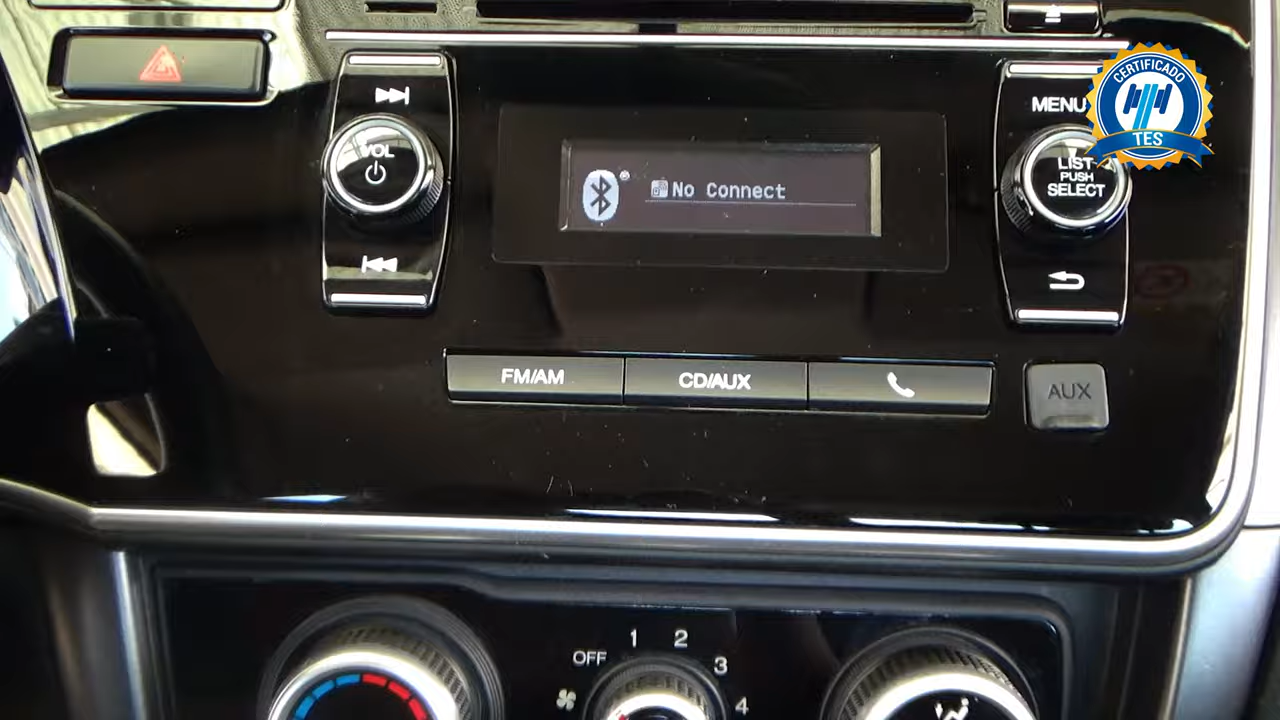 VOL
MENU
LIST
PUSH
SELECT
CERTIFICADO
TES
No Connect
FM/AM
CD/AUX
AUX
OFF
1
2
3
4